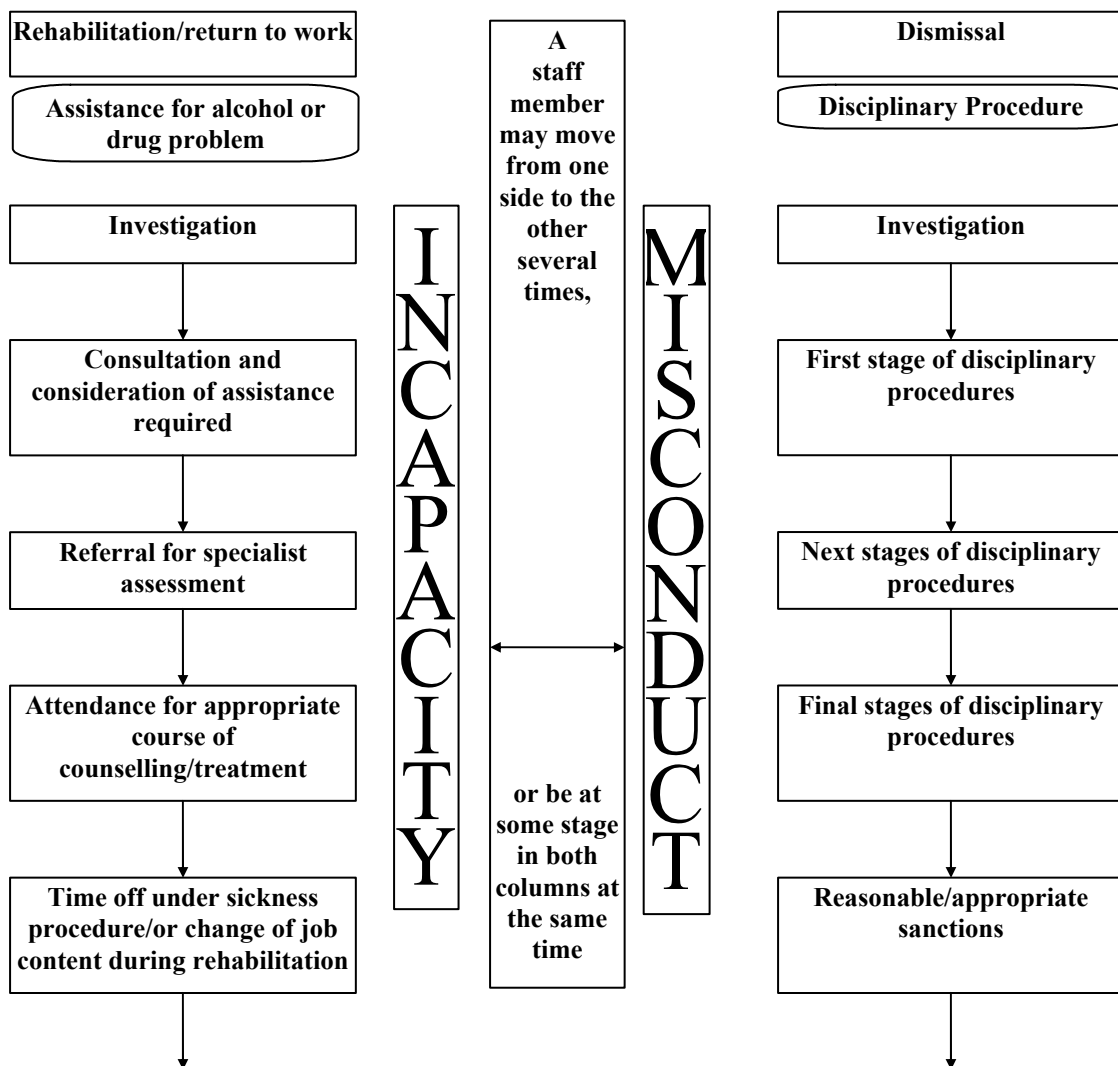 Rehabilitation/return to work
Assistance for alcohol or
drug problem
Investigation
Consultation and
consideration of assistance
required
Referral for specialist
assessment
Attendance for appropriate
course of
counselling/treatment
Time off under sickness
procedure/or change of job
content during rehabilitation
I
N
C
A
P
A
C
I
T
Y
A
staff
member
may move
from one
side to the
other
several
times,
or be at
some stage
in both
columns at
the same
time
M
I
S
C
O
N
D
U
C
T
Dismissal
Disciplinary Procedure
Investigation
First stage of disciplinary
procedures
Next stages of disciplinary
procedures
Final stages of disciplinary
procedures
Reasonable/appropriate
sanctions